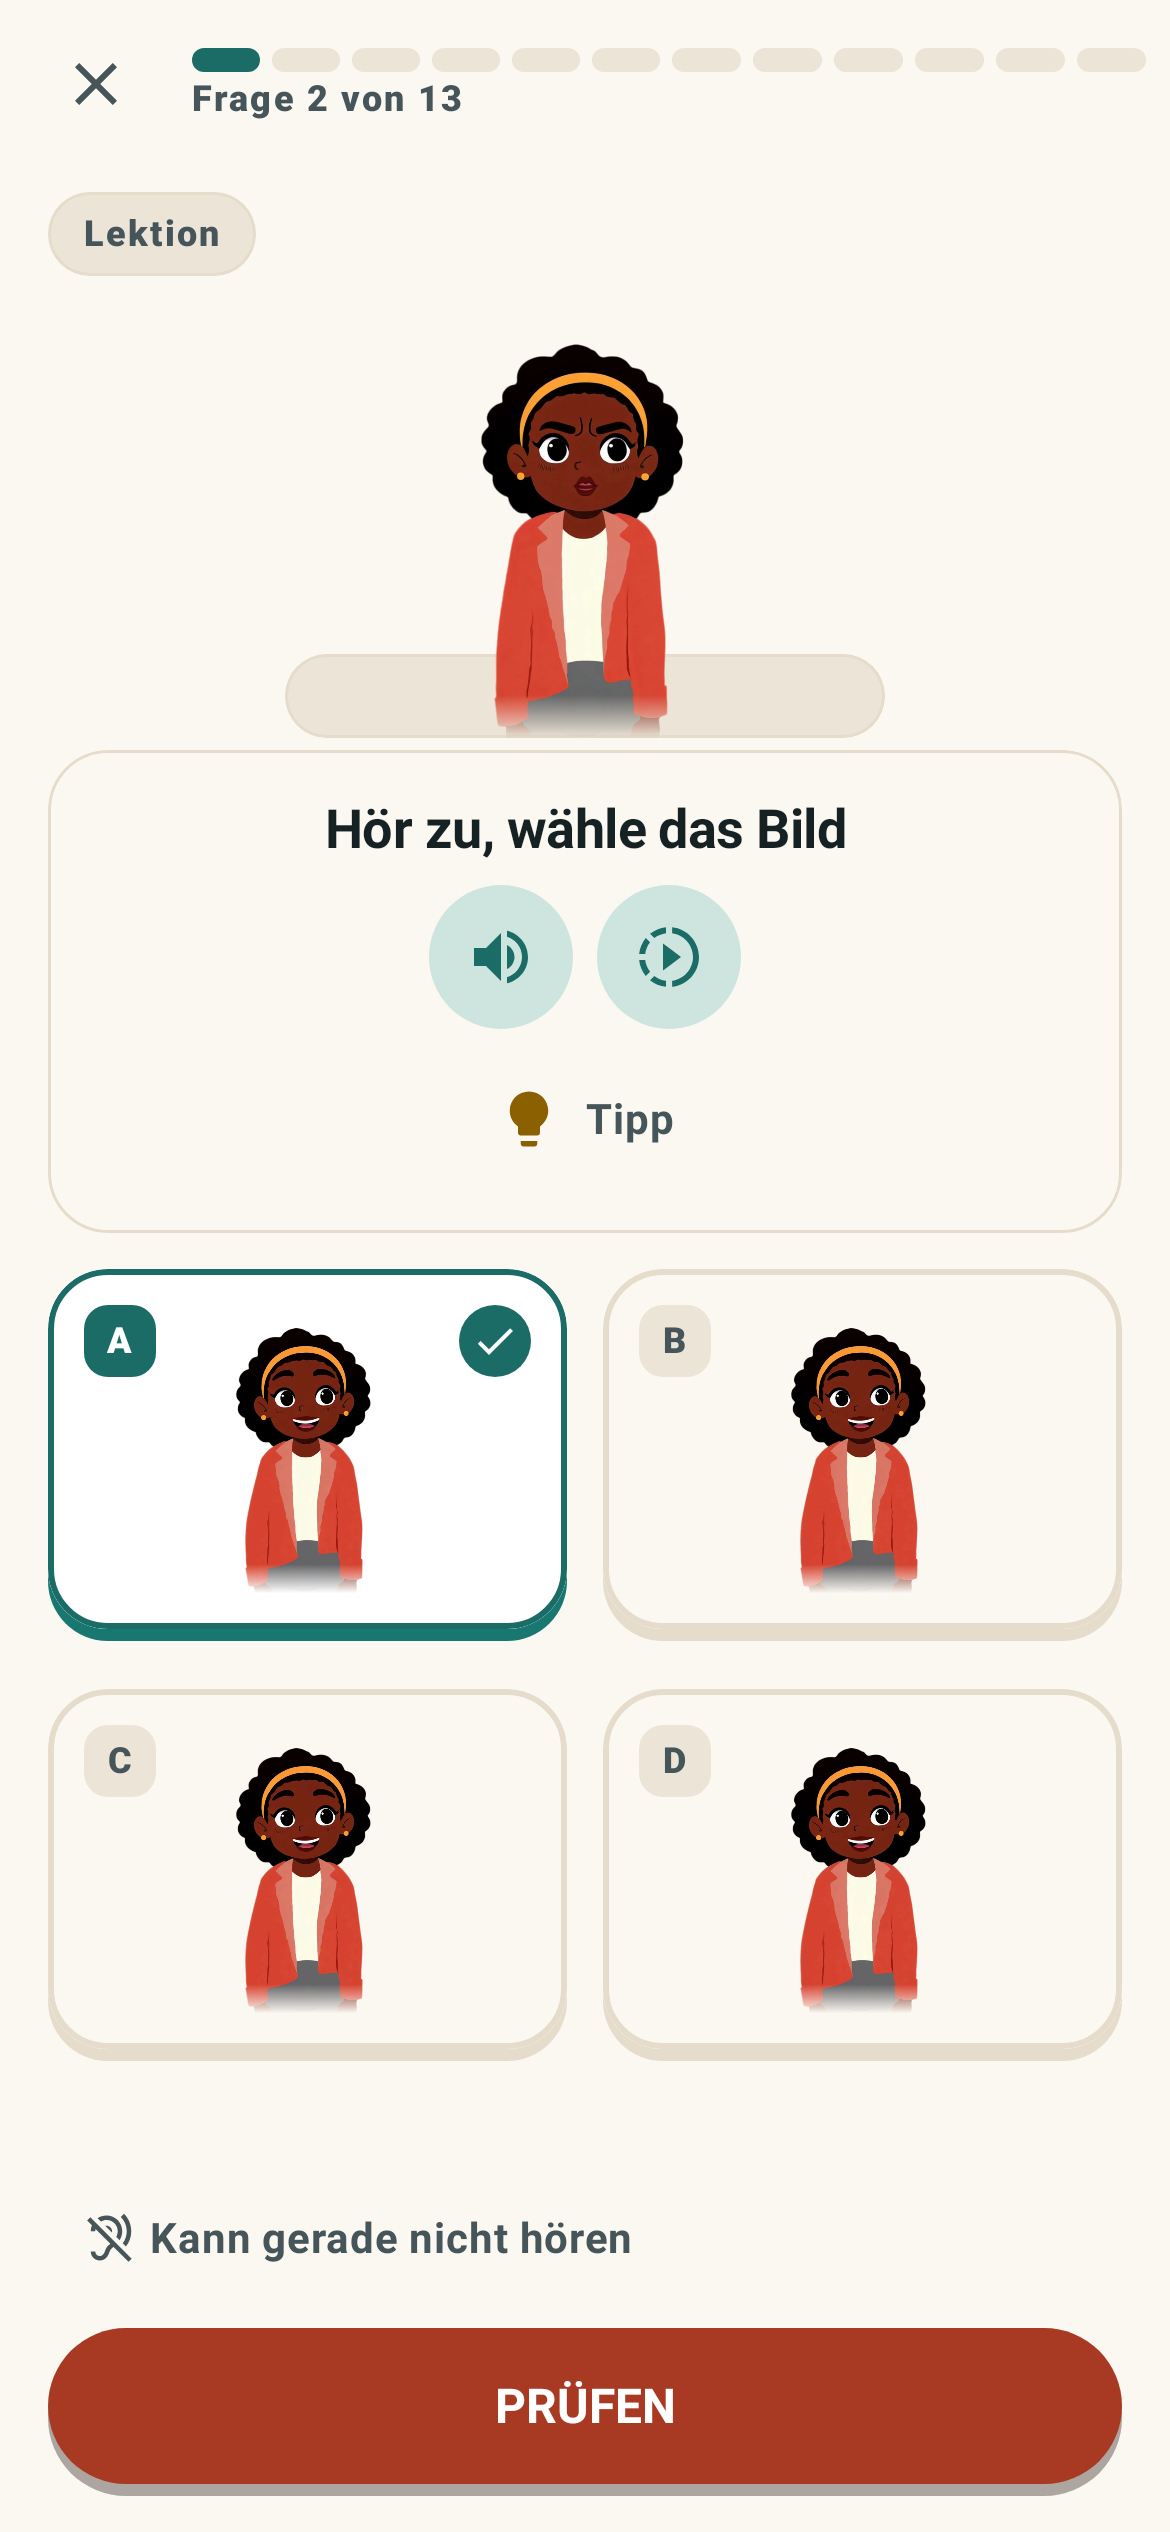 Frage 2 von 13
Lektion
Hör zu, wähle das Bild
Tipp
A
B
C
D
Kann gerade nicht hören
PRÜFEN